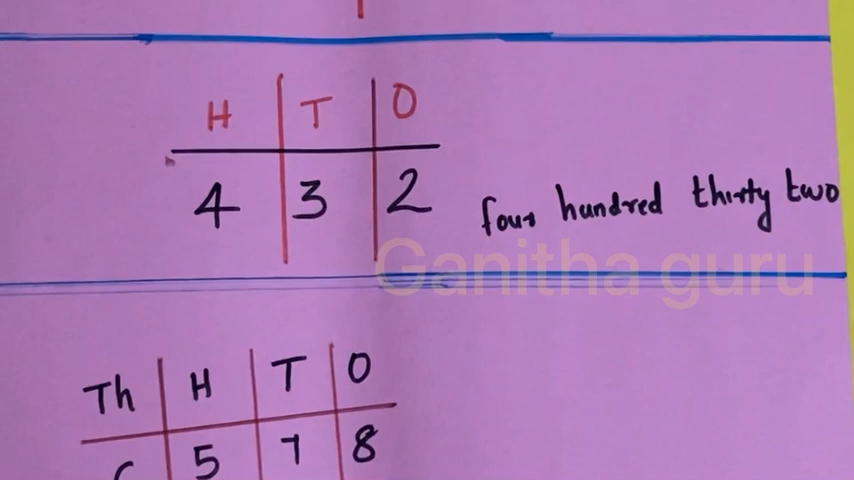 H T O
4 3 2 four hundred thirty two
Ganitha guru
Th H T O
5 7 8